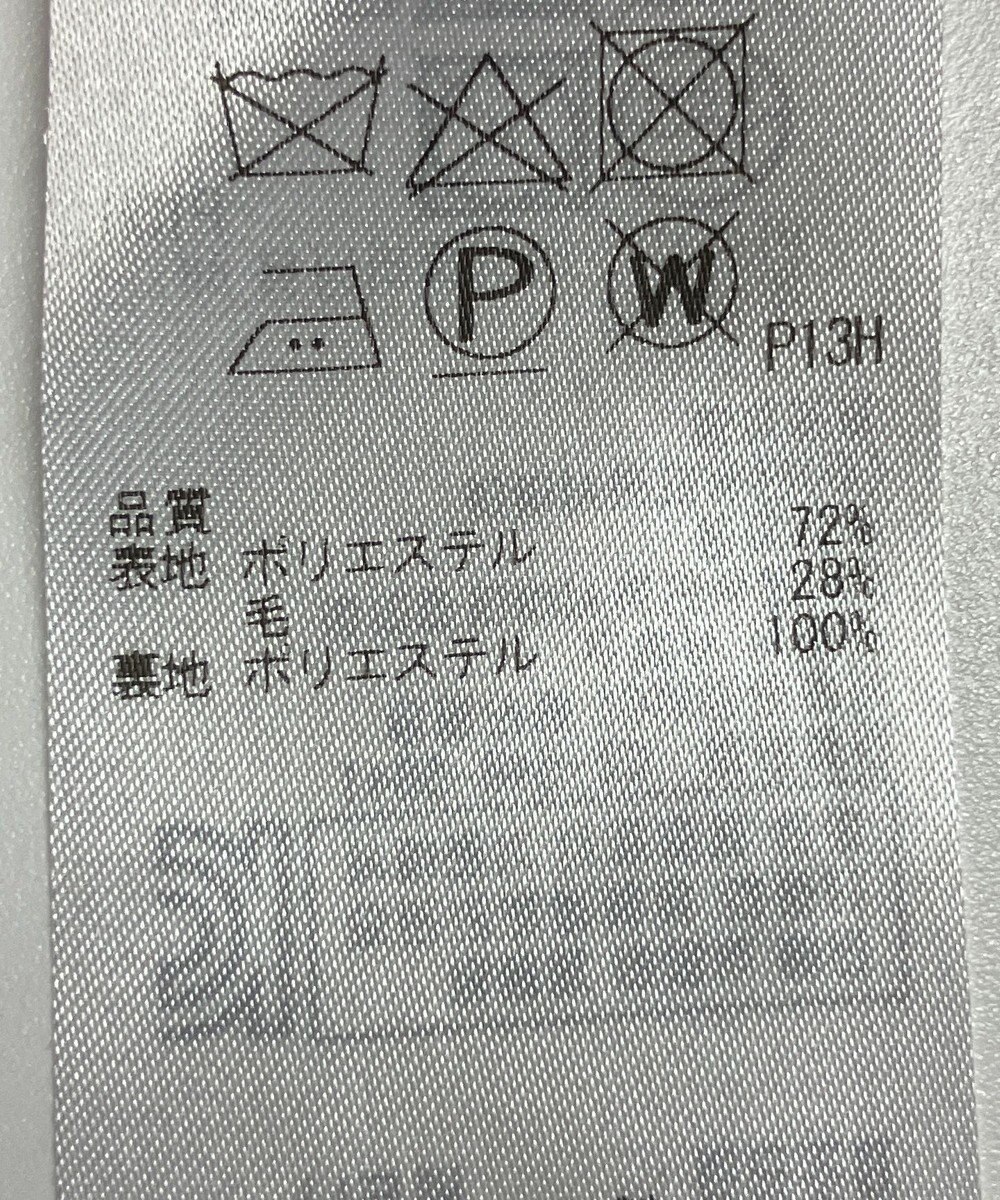 P
W
P13H
品質
表地 ポリエステル 72%
毛 28%
裏地 ポリエステル 100%